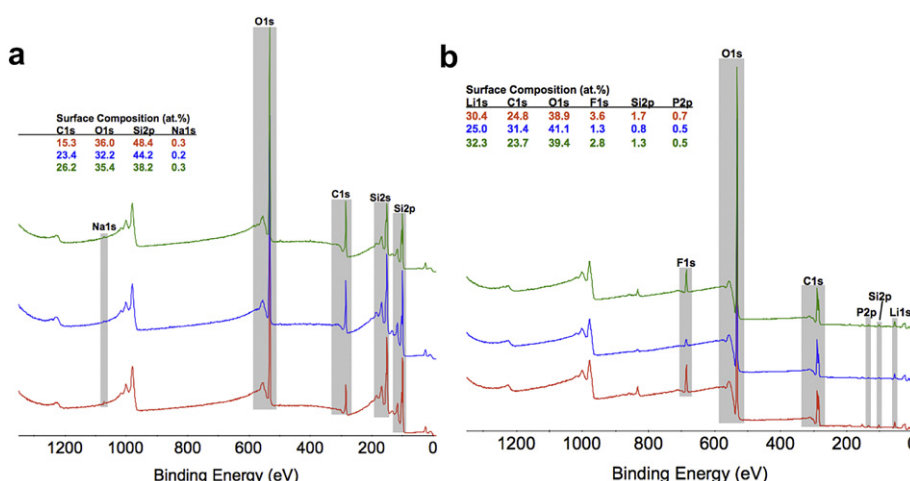 a
O1s
Surface Composition (at.%)
C1s O1s Si2p Na1s
15.3 36.0 48.4 0.3
23.4 32.2 44.2 0.2
26.2 35.4 38.2 0.3
Na1s
C1s
Si2s
Si2p
1200 1000 800 600 400 200 0
Binding Energy (eV)
b
O1s
Surface Composition (at.%)
Li1s C1s O1s F1s Si2p P2p
30.4 24.8 38.9 3.6 1.7 0.7
25.0 31.4 41.1 1.3 0.8 0.5
32.3 23.7 39.4 2.8 1.3 0.5
F1s
C1s
Si2p
P2p
Li1s
1200 1000 800 600 400 200 0
Binding Energy (eV)